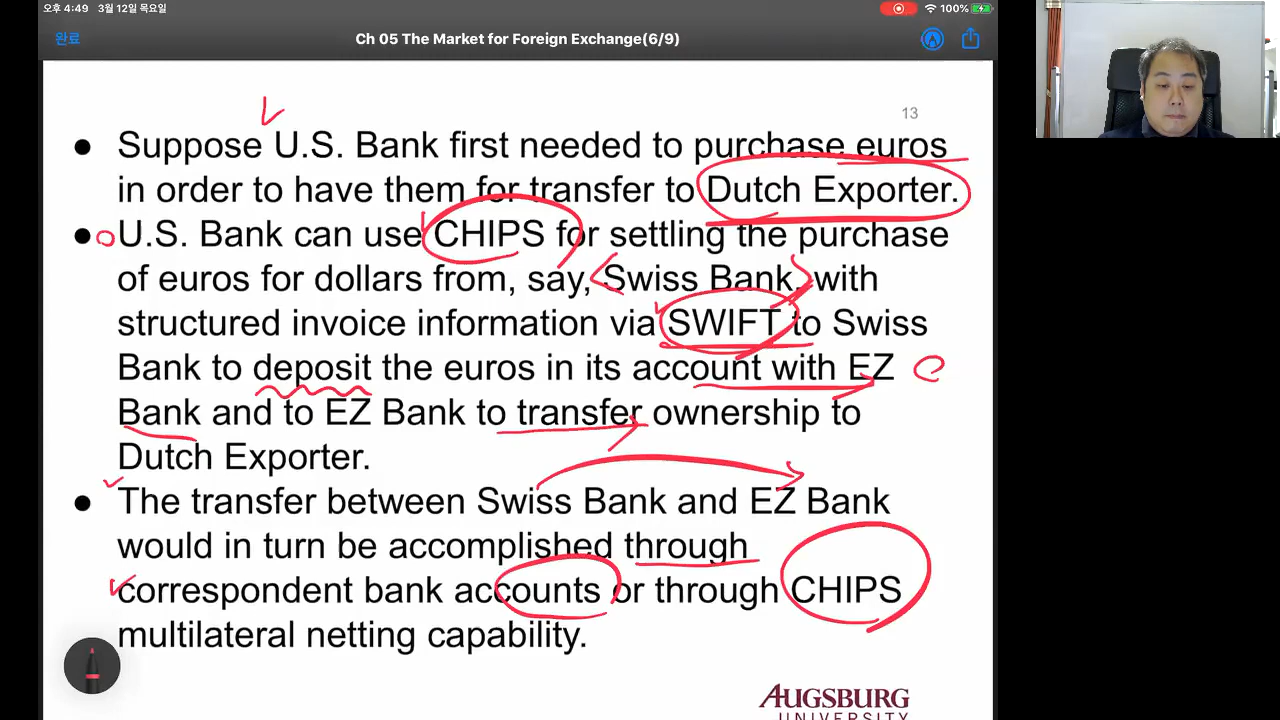 오후 4:49 3월 12일 목요일
100%
완료
Ch 05 The Market for Foreign Exchange(6/9)
13
● Suppose U.S. Bank first needed to purchase euros
in order to have them for transfer to Dutch Exporter.
● U.S. Bank can use CHIPS for settling the purchase
of euros for dollars from, say, Swiss Bank, with
structured invoice information via SWIFT to Swiss
Bank to deposit the euros in its account with EZ
Bank and to EZ Bank to transfer ownership to
Dutch Exporter.
● The transfer between Swiss Bank and EZ Bank
would in turn be accomplished through
correspondent bank accounts or through CHIPS
multilateral netting capability.
AUGSBURG
UNIVERSITY